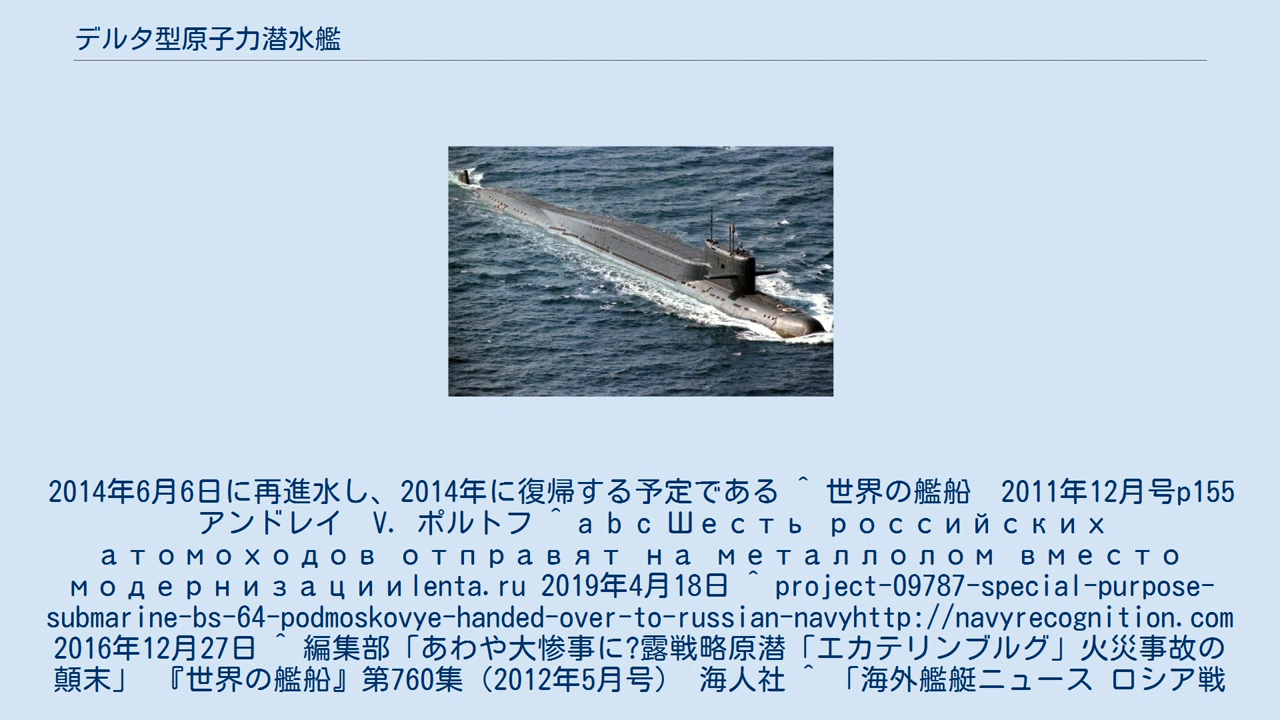 デルタ型原子力潜水艦
2014年6月6日に再進水し、2014年に復帰する予定である ^ 世界の艦船　2011年12月号p155
アンドレイ　V. ポルトフ ^ a b c Шесть российских
атомоходов отправят на металлолом вместо
модернизацииlenta.ru 2019年4月18日 ^ project-09787-special-purpose-
submarine-bs-64-podmoskovye-handed-over-to-russian-navyhttp://navyrecognition.com
2016年12月27日 ^ 編集部「あわや大惨事に?露戦略原潜「エカテリンブルグ」火災事故の
顛末」 『世界の艦船』第760集（2012年5月号） 海人社 ^ 「海外艦艇ニュース ロシア戦